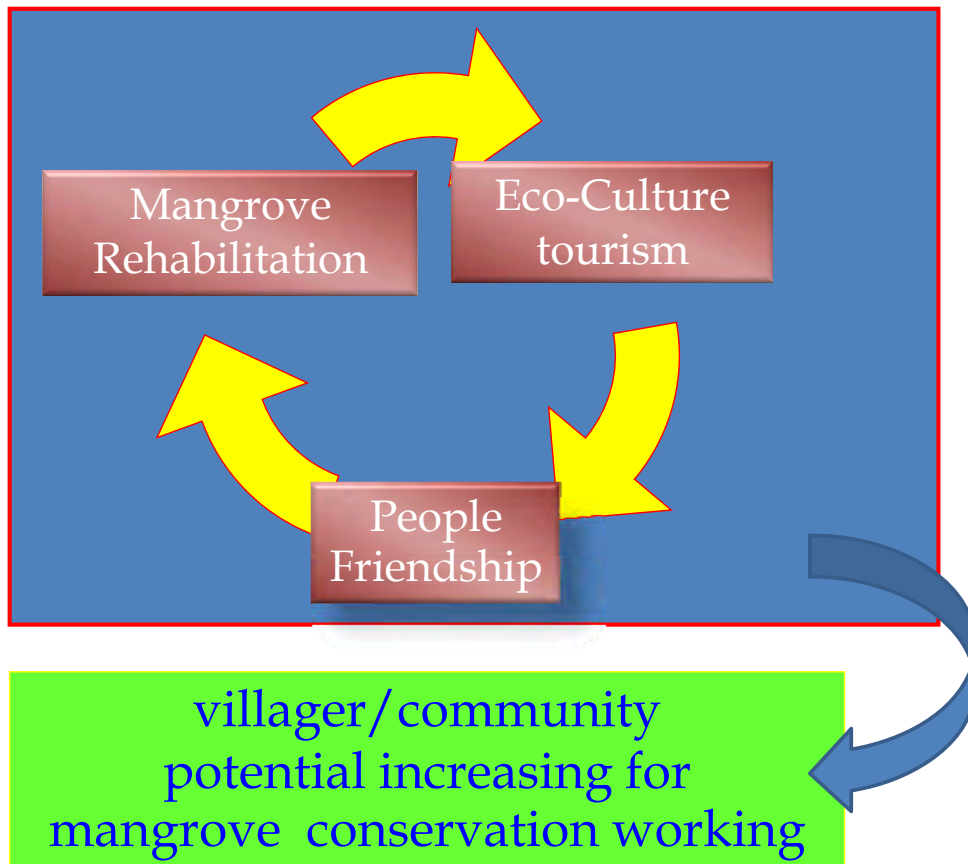 Mangrove
Rehabilitation
Eco-Culture
tourism
People
Friendship
villager/community
potential increasing for
mangrove conservation working